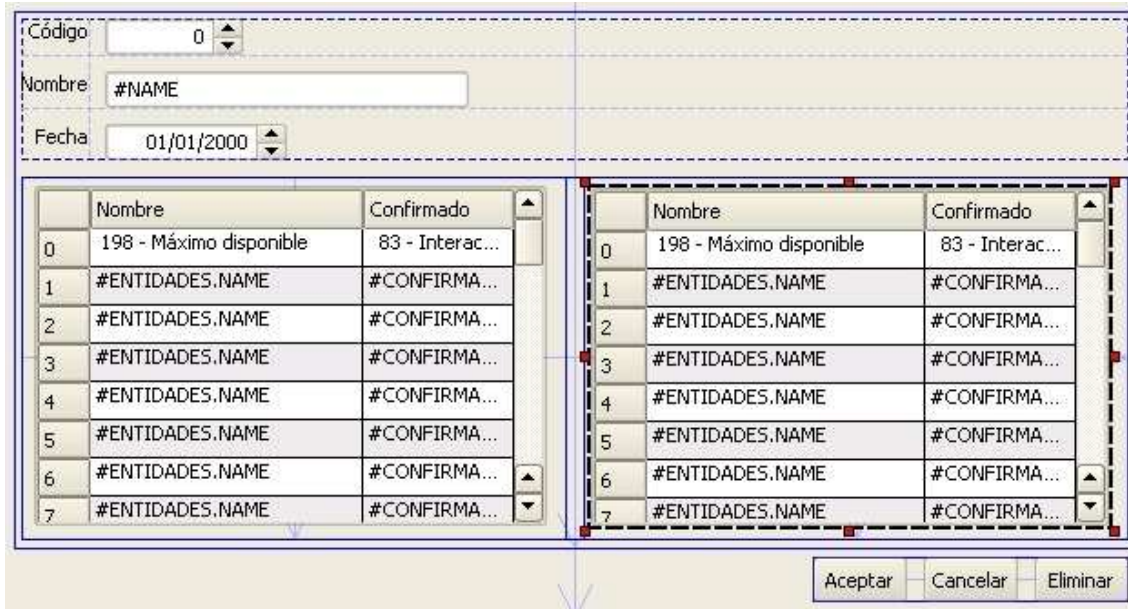 Código 0
Nombre #NAME
Fecha 01/01/2000
Nombre Confirmado
0 198 - Máximo disponible 83 - Interac...
1 #ENTIDADES.NAME #CONFIRMA...
2 #ENTIDADES.NAME #CONFIRMA...
3 #ENTIDADES.NAME #CONFIRMA...
4 #ENTIDADES.NAME #CONFIRMA...
5 #ENTIDADES.NAME #CONFIRMA...
6 #ENTIDADES.NAME #CONFIRMA...
7 #ENTIDADES.NAME #CONFIRMA...
Nombre Confirmado
0 198 - Máximo disponible 83 - Interac...
1 #ENTIDADES.NAME #CONFIRMA...
2 #ENTIDADES.NAME #CONFIRMA...
3 #ENTIDADES.NAME #CONFIRMA...
4 #ENTIDADES.NAME #CONFIRMA...
5 #ENTIDADES.NAME #CONFIRMA...
6 #ENTIDADES.NAME #CONFIRMA...
7 #ENTIDADES.NAME #CONFIRMA...
Aceptar Cancelar Eliminar